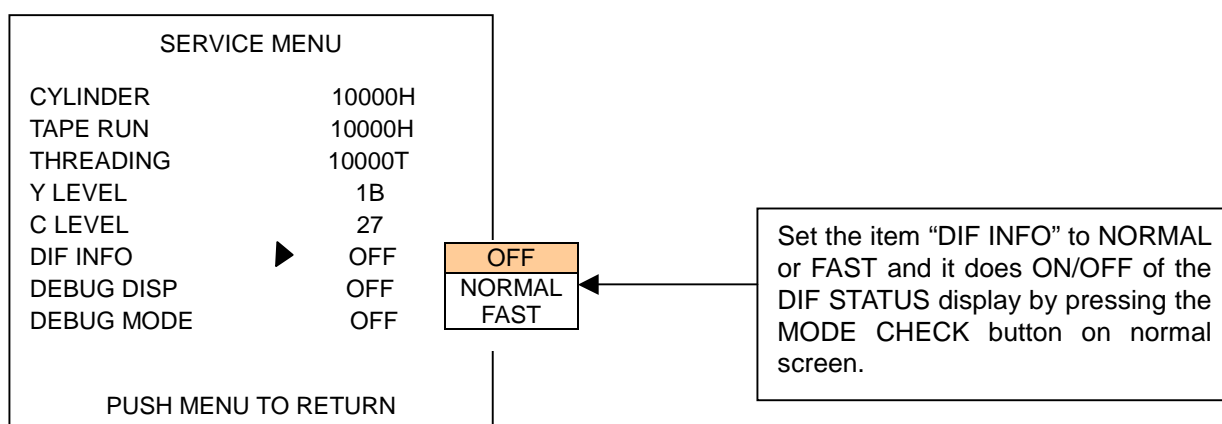 SERVICE MENU
CYLINDER 10000H
TAPE RUN 10000H
THREADING 10000T
Y LEVEL 1B
C LEVEL 27
DIF INFO ▶ OFF
DEBUG DISP OFF
DEBUG MODE OFF
PUSH MENU TO RETURN
OFF
NORMAL
FAST
Set the item “DIF INFO” to NORMAL
or FAST and it does ON/OFF of the
DIF STATUS display by pressing the
MODE CHECK button on normal
screen.